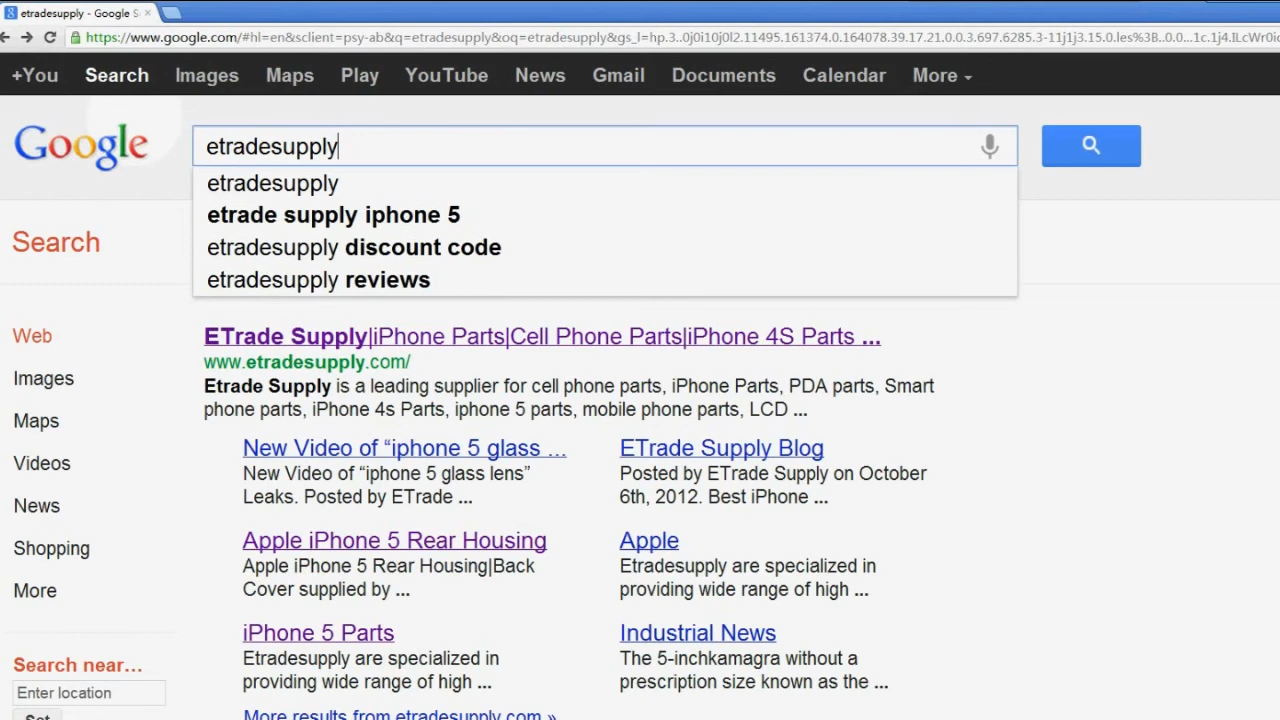 etradesupply - Google S
https://www.google.com/#hl=en&sclient=psy-ab&q=etradesupply&oq=etradesupply&gs_l=hp.3..0j0i10j0l2.11495.161374.0.164078.39.17.21.0.0.3.697.6285.3-11j1j3.15.0.les%3B..0.0...1c.1j4.ILcWr0ic
+You Search Images Maps Play YouTube News Gmail Documents Calendar More
Google
etradesupply
etradesupply
etrade supply iphone 5
etradesupply discount code
etradesupply reviews
Search
Web
Images
Maps
Videos
News
Shopping
More
Search near...
Enter location
Set
ETrade Supply|iPhone Parts|Cell Phone Parts|iPhone 4S Parts ...
www.etradesupply.com/
Etrade Supply is a leading supplier for cell phone parts, iPhone Parts, PDA parts, Smart
phone parts, iPhone 4s Parts, iphone 5 parts, mobile phone parts, LCD ...
New Video of “iphone 5 glass ...
New Video of “iphone 5 glass lens”
Leaks. Posted by ETrade ...
ETrade Supply Blog
Posted by ETrade Supply on October
6th, 2012. Best iPhone ...
Apple iPhone 5 Rear Housing
Apple iPhone 5 Rear Housing|Back
Cover supplied by ...
Apple
Etradesupply are specialized in
providing wide range of high ...
iPhone 5 Parts
Etradesupply are specialized in
providing wide range of high ...
Industrial News
The 5-inchkamagra without a
prescription size known as the ...
More results from etradesupply.com »